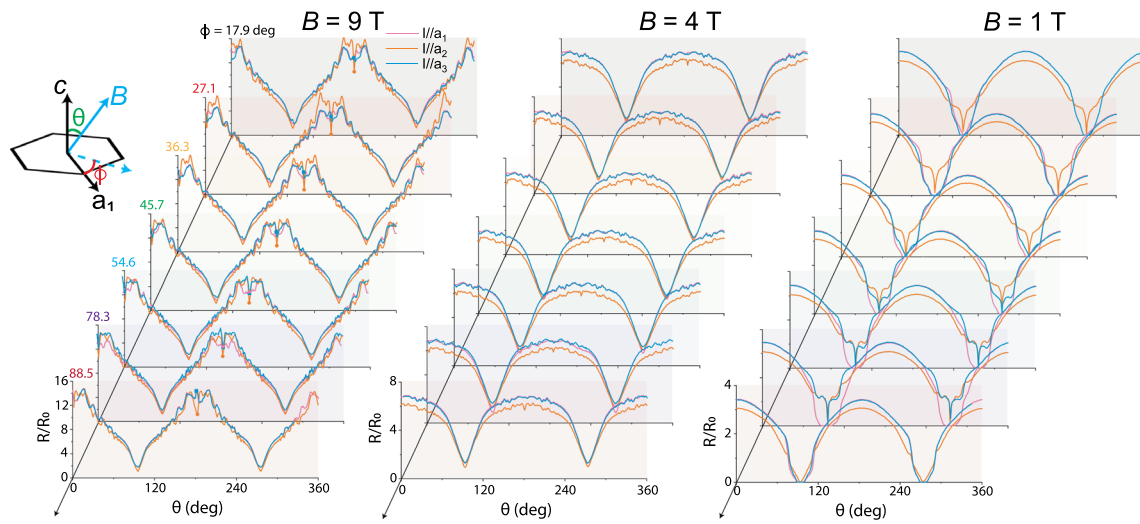 B = 9 T
B = 4 T
B = 1 T
ϕ = 17.9 deg
I//a₁
I//a₂
I//a₃
c
B
θ
ϕ
a₁
27.1
36.3
45.7
54.6
78.3
88.5
16
12
8
4
0
R/R₀
0
120
240
360
θ (deg)
8
4
0
R/R₀
0
120
240
360
θ (deg)
4
2
0
R/R₀
0
120
240
360
θ (deg)